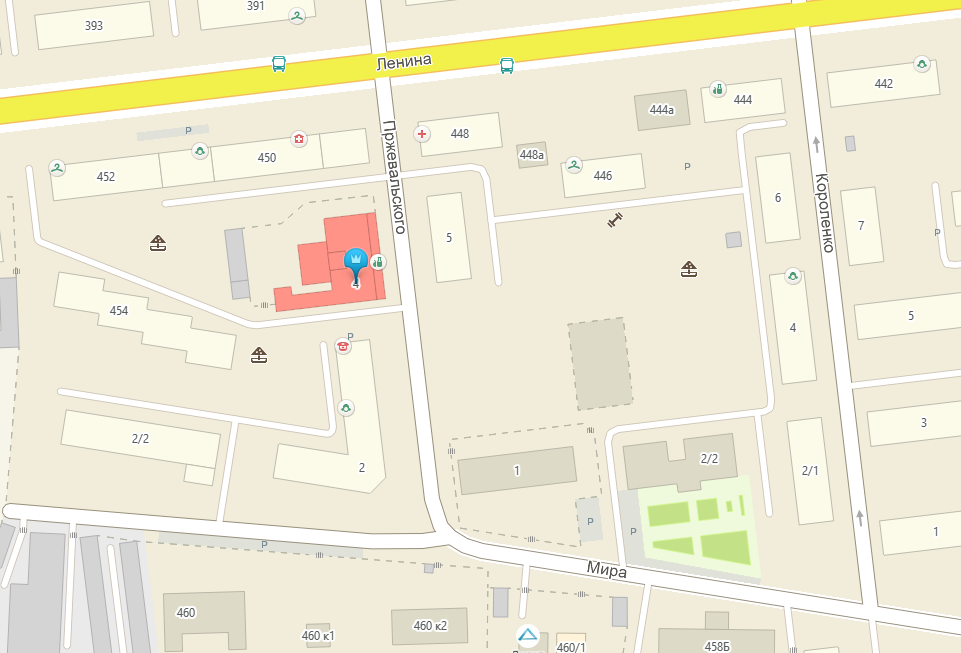 391
393
Ленина
442
444
444а
P
448
450
448а
446
P
452
Пржевальского
6
Короленко
7
5
P
4
454
5
4
P
3
2/2
2
1
2/2
2/1
P
P
1
P
Мира
460
460 к1
460 к2
460/1
458Б